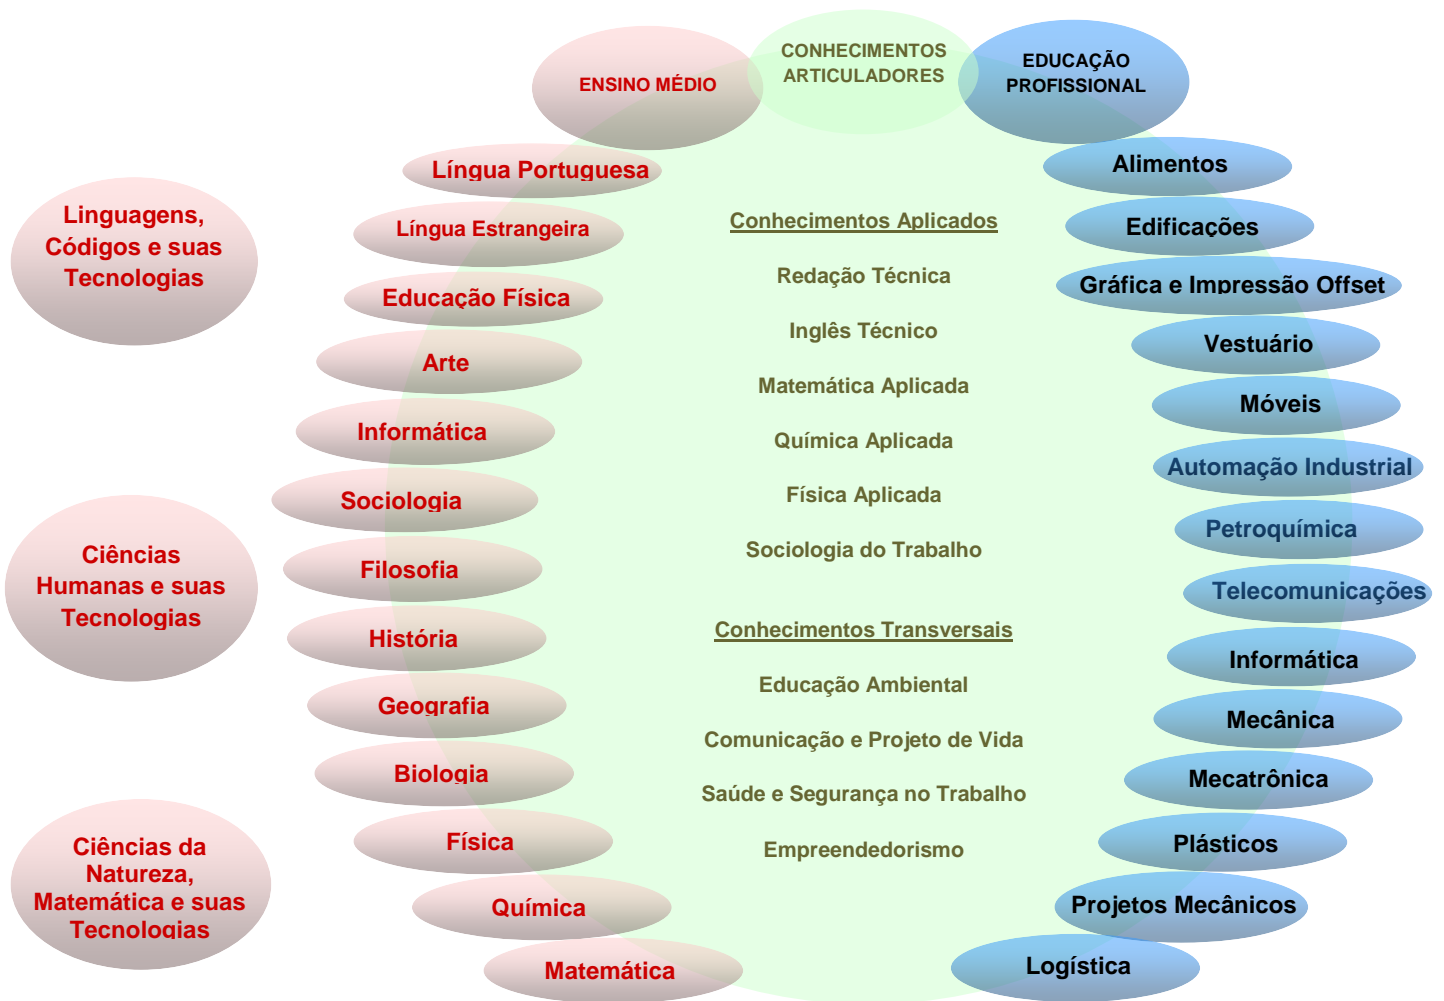 ENSINO MÉDIO
CONHECIMENTOS
ARTICULADORES
EDUCAÇÃO
PROFISSIONAL
Linguagens,
Códigos e suas
Tecnologias
Ciências
Humanas e suas
Tecnologias
Ciências da
Natureza,
Matemática e suas
Tecnologias
Língua Portuguesa
Língua Estrangeira
Educação Física
Arte
Informática
Sociologia
Filosofia
História
Geografia
Biologia
Física
Química
Matemática
Conhecimentos Aplicados
Redação Técnica
Inglês Técnico
Matemática Aplicada
Química Aplicada
Física Aplicada
Sociologia do Trabalho
Conhecimentos Transversais
Educação Ambiental
Comunicação e Projeto de Vida
Saúde e Segurança no Trabalho
Empreendedorismo
Alimentos
Edificações
Gráfica e Impressão Offset
Vestuário
Móveis
Automação Industrial
Petroquímica
Telecomunicações
Informática
Mecânica
Mecatrônica
Plásticos
Projetos Mecânicos
Logística